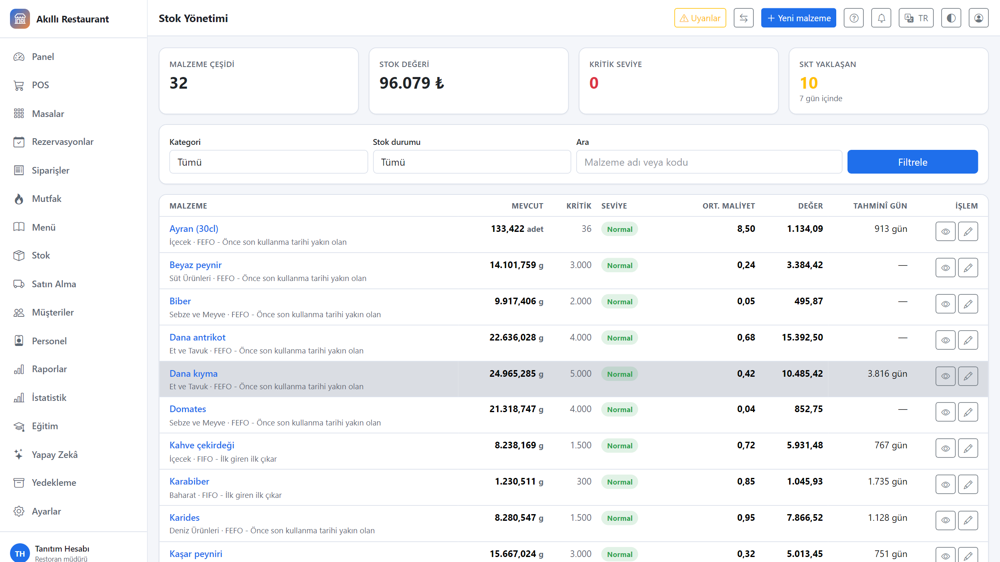 Akıllı Restaurant
Stok Yönetimi
Uyarılar
Yeni malzeme
TR
Panel
POS
Masalar
Rezervasyonlar
Siparişler
Mutfak
Menü
Stok
Satın Alma
Müşteriler
Personel
Raporlar
İstatistik
Eğitim
Yapay Zekâ
Yedekleme
Ayarlar
TH
Tanıtım Hesabı
Restoran müdürü
MALZEME ÇEŞİDİ
32
STOK DEĞERİ
96.079 ₺
KRİTİK SEVİYE
0
SKT YAKLAŞAN
10
7 gün içinde
Kategori
Tümü
Stok durumu
Tümü
Ara
Malzeme adı veya kodu
Filtrele
MALZEME MEVCUT KRİTİK SEVİYE ORT. MALİYET DEĞER TAHMİNÎ GÜN İŞLEM
Ayran (30cl) 133,422 adet 36 Normal 8,50 1.134,09 913 gün
İçecek · FEFO - Önce son kullanma tarihi yakın olan
Beyaz peynir 14.101,759 g 3.000 Normal 0,24 3.384,42 —
Süt Ürünleri · FEFO - Önce son kullanma tarihi yakın olan
Biber 9.917,406 g 2.000 Normal 0,05 495,87 —
Sebze ve Meyve · FEFO - Önce son kullanma tarihi yakın olan
Dana antrikot 22.636,028 g 4.000 Normal 0,68 15.392,50 —
Et ve Tavuk · FEFO - Önce son kullanma tarihi yakın olan
Dana kıyma 24.965,285 g 5.000 Normal 0,42 10.485,42 3.816 gün
Et ve Tavuk · FEFO - Önce son kullanma tarihi yakın olan
Domates 21.318,747 g 4.000 Normal 0,04 852,75 —
Sebze ve Meyve · FEFO - Önce son kullanma tarihi yakın olan
Kahve çekirdeği 8.238,169 g 1.500 Normal 0,72 5.931,48 767 gün
İçecek · FIFO - İlk giren ilk çıkar
Karabiber 1.230,511 g 300 Normal 0,85 1.045,93 1.735 gün
Baharat · FIFO - İlk giren ilk çıkar
Karides 8.280,547 g 1.500 Normal 0,95 7.866,52 1.128 gün
Deniz Ürünleri · FEFO - Önce son kullanma tarihi yakın olan
Kaşar peyniri 15.667,024 g 3.000 Normal 0,32 5.013,45 751 gün